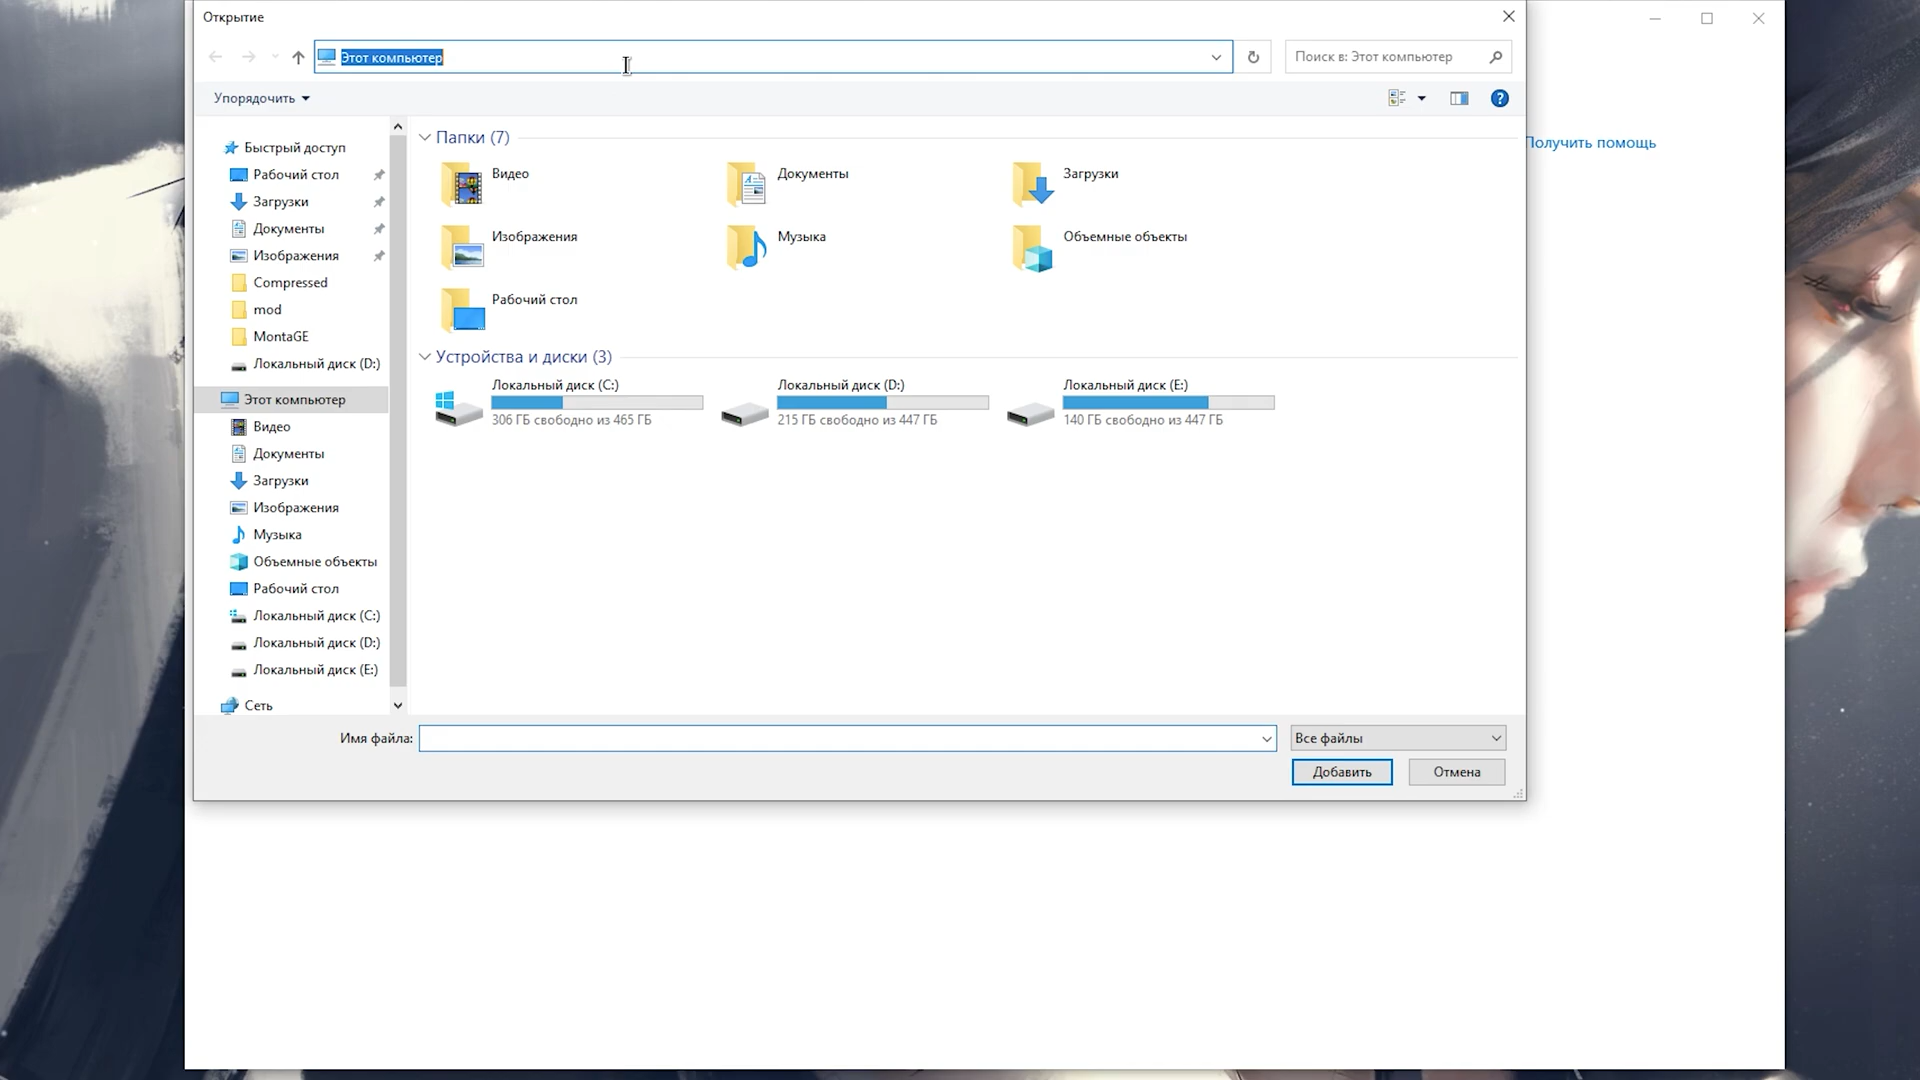 Открытие
Этот компьютер
Поиск в: Этот компьютер
Упорядочить
?
Получить помощь
Быстрый доступ
Рабочий стол
Загрузки
Документы
Изображения
Compressed
mod
MontaGE
Локальный диск (D:)
Этот компьютер
Видео
Документы
Загрузки
Изображения
Музыка
Объемные объекты
Рабочий стол
Локальный диск (C:)
Локальный диск (D:)
Локальный диск (E:)
Сеть
Папки (7)
Видео
Документы
Загрузки
Изображения
Музыка
Объемные объекты
Рабочий стол
Устройства и диски (3)
Локальный диск (C:)
306 ГБ свободно из 465 ГБ
Локальный диск (D:)
215 ГБ свободно из 447 ГБ
Локальный диск (E:)
140 ГБ свободно из 447 ГБ
Имя файла:
Все файлы
Добавить
Отмена